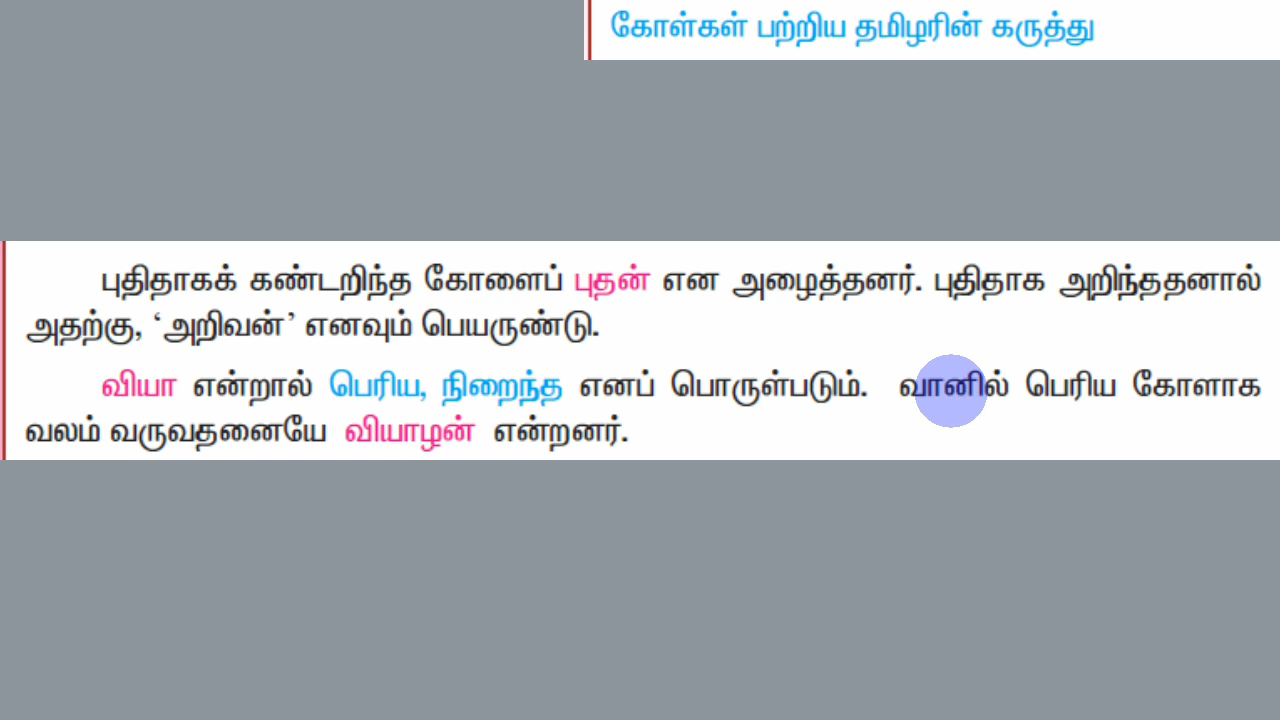 கோள்கள் பற்றிய தமிழரின் கருத்து
புதிதாகக் கண்டறிந்த கோளைப் புதன் என அழைத்தனர். புதிதாக அறிந்ததனால்
அதற்கு, ‘அறிவன்’ எனவும் பெயருண்டு.
வியா என்றால் பெரிய, நிறைந்த எனப் பொருள்படும். வானில் பெரிய கோளாக
வலம் வருவதனையே வியாழன் என்றனர்.